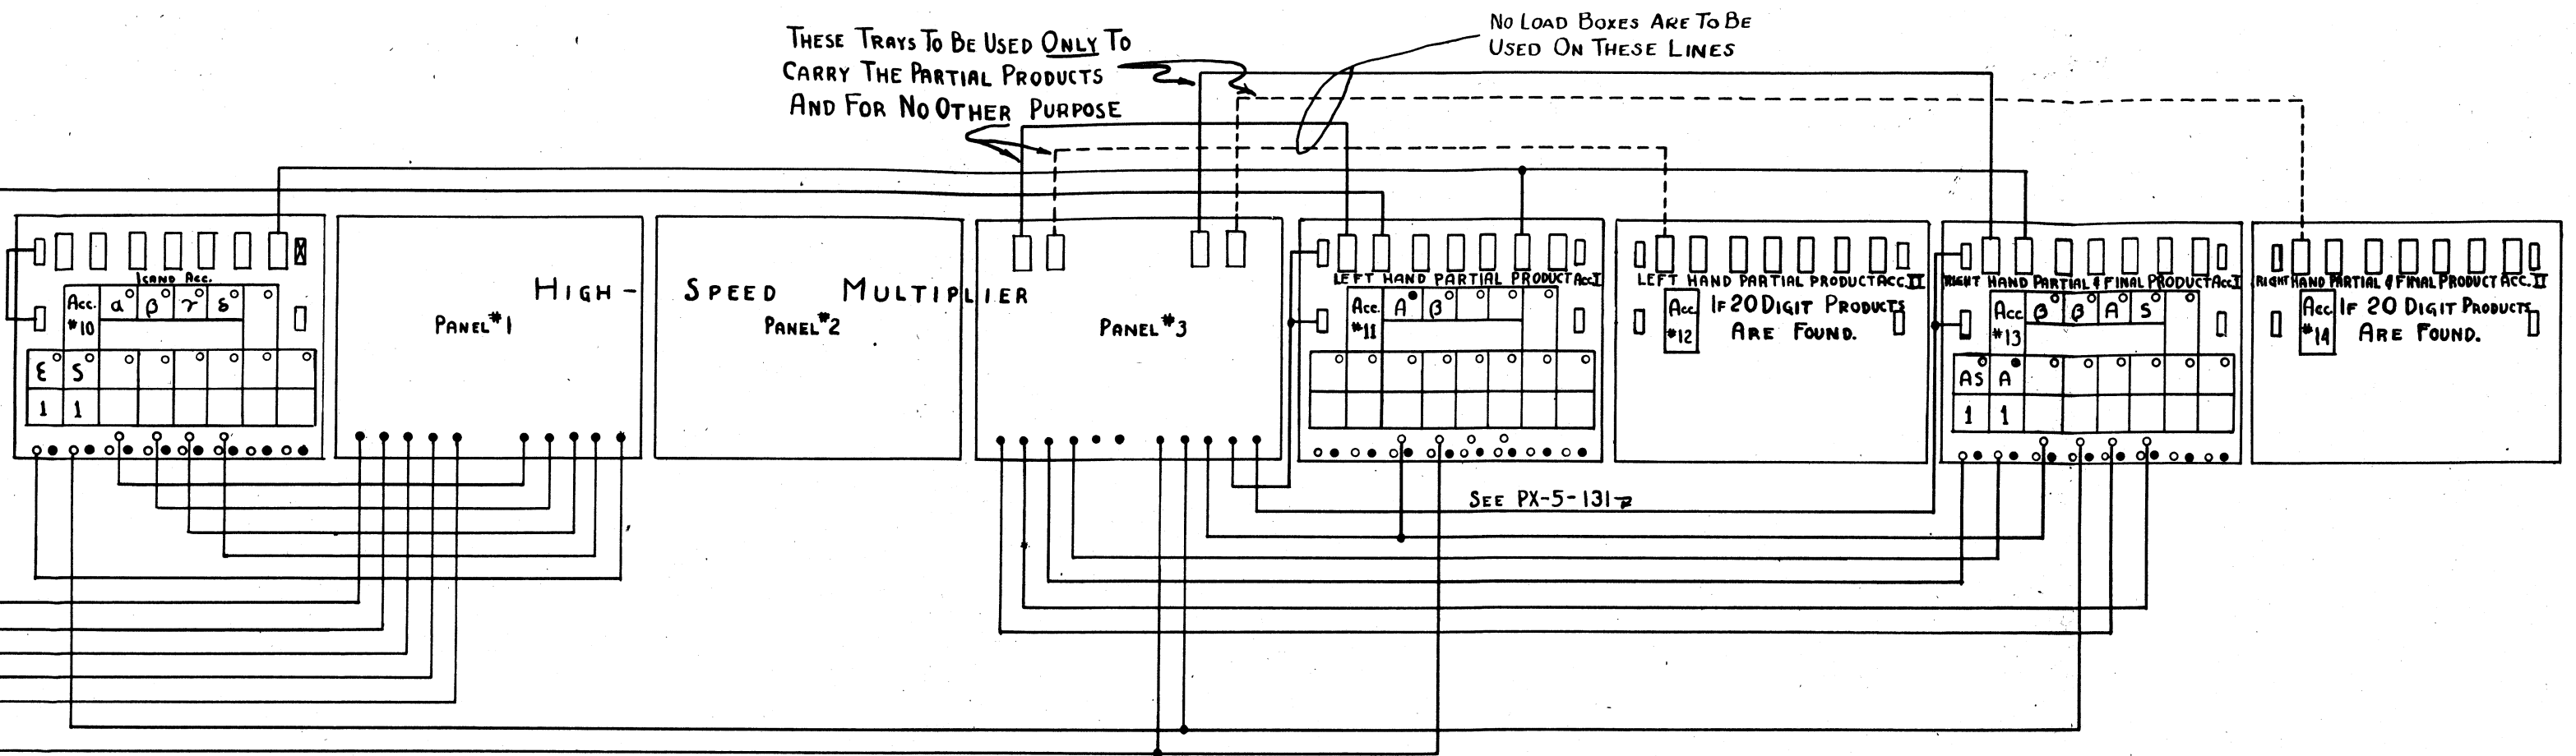 THESE TRAYS TO BE USED ONLY TO
CARRY THE PARTIAL PRODUCTS
AND FOR NO OTHER PURPOSE
NO LOAD BOXES ARE TO BE
USED ON THESE LINES
ICAND ACC.
Acc.
#10
α β γ δ
ε S
1 1
HIGH - SPEED MULTIPLIER
PANEL #1
PANEL #2
PANEL #3
LEFT HAND PARTIAL PRODUCT ACC I
Acc.
#11
A β
LEFT HAND PARTIAL PRODUCT ACC. II
Acc.
#12
IF 20 DIGIT PRODUCTS
ARE FOUND.
RIGHT HAND PARTIAL & FINAL PRODUCT ACC I
Acc
#13
β β A S
AS A
1 1
RIGHT HAND PARTIAL & FINAL PRODUCT ACC. II
Acc.
#14
IF 20 DIGIT PRODUCTS
ARE FOUND.
SEE PX-5-131